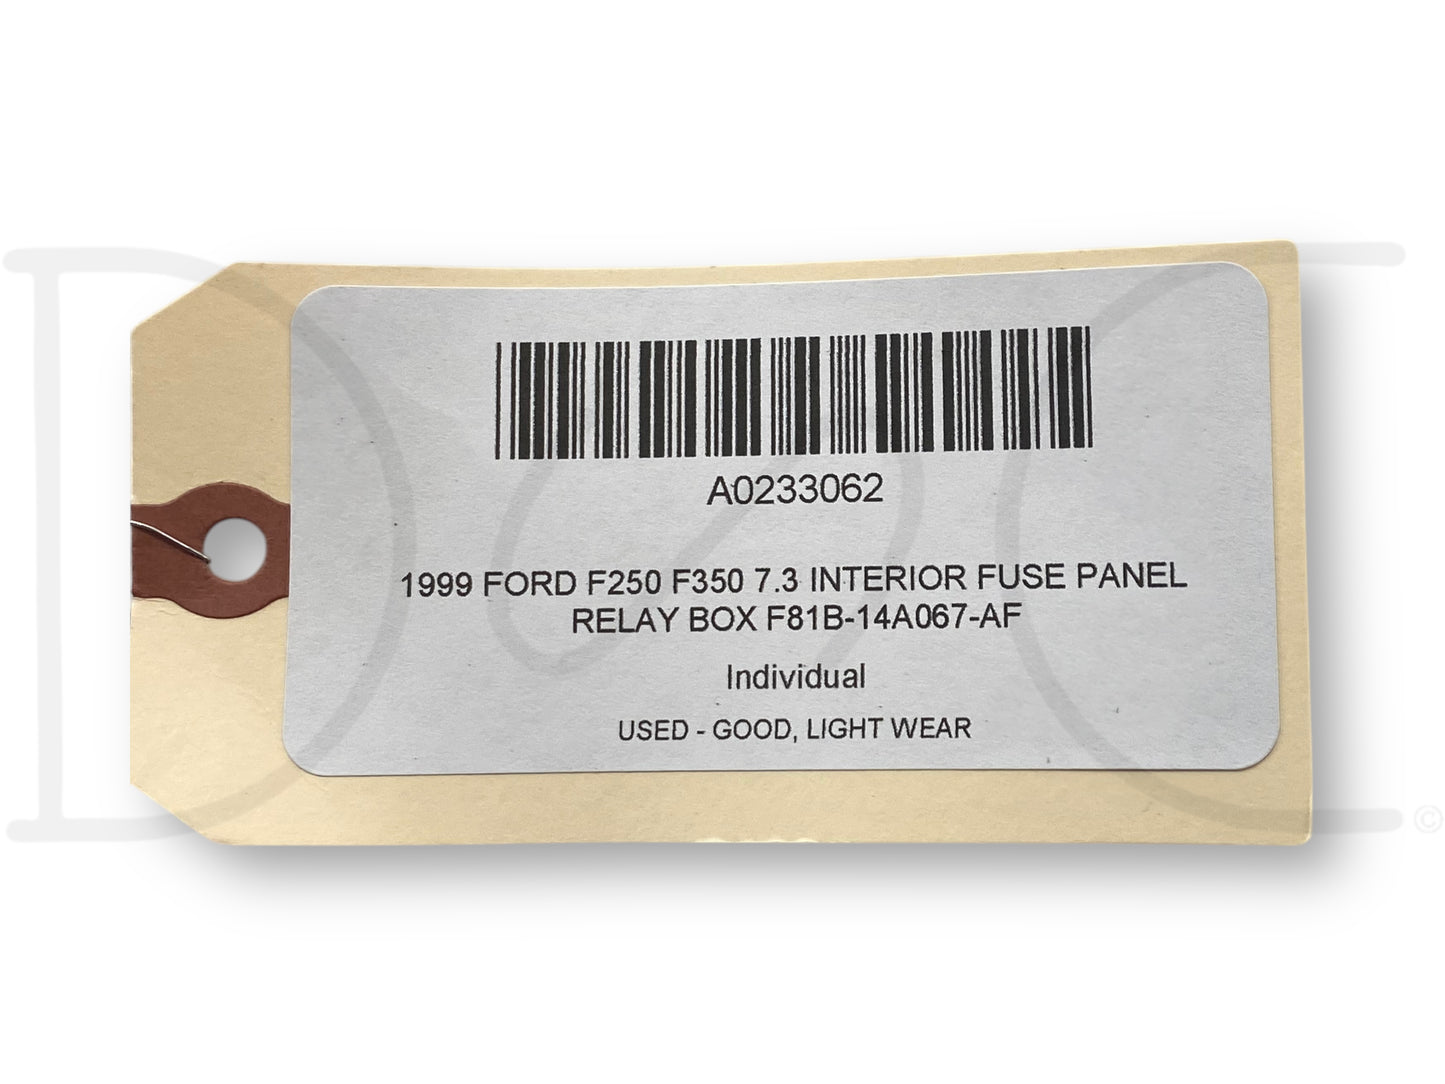 A0233062
1999 FORD F250 F350 7.3 INTERIOR FUSE PANEL
RELAY BOX F81B-14A067-AF
Individual
USED - GOOD, LIGHT WEAR
©